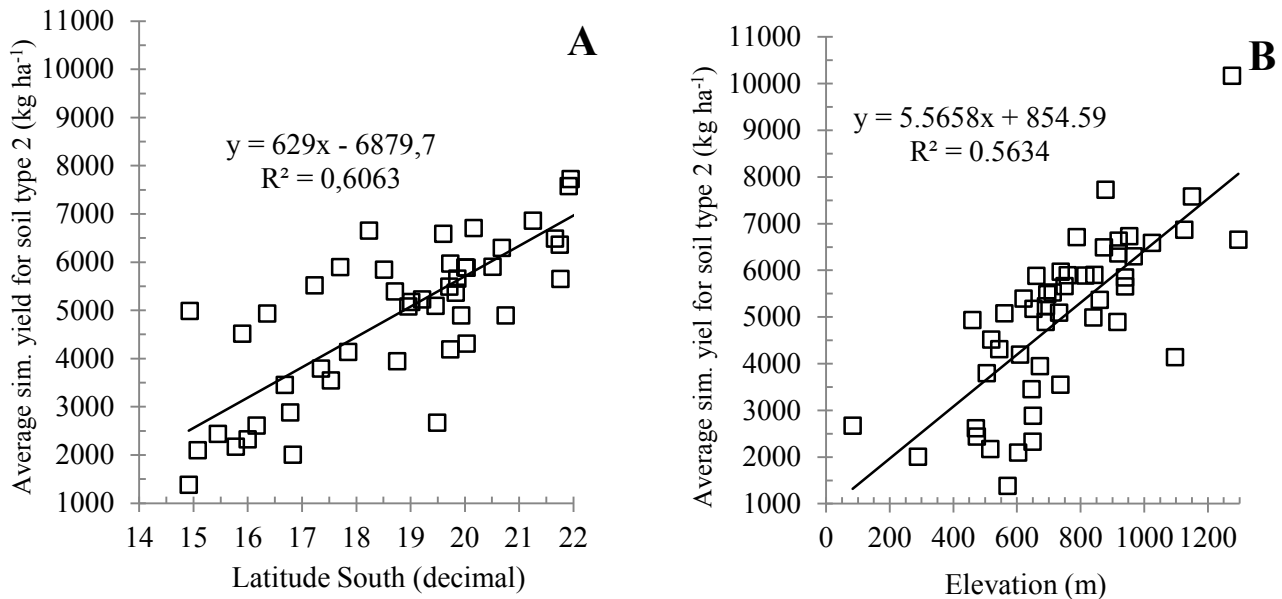 A
Average sim. yield for soil type 2 (kg ha-1)
11000
10000
9000
8000
7000
6000
5000
4000
3000
2000
1000
y = 629x - 6879,7
R² = 0,6063
14 15 16 17 18 19 20 21 22
Latitude South (decimal)
B
Average sim. yiel for soil type 2 (kg ha-1)
11000
10000
9000
8000
7000
6000
5000
4000
3000
2000
1000
y = 5.5658x + 854.59
R² = 0.5634
0 200 400 600 800 1000 1200
Elevation (m)